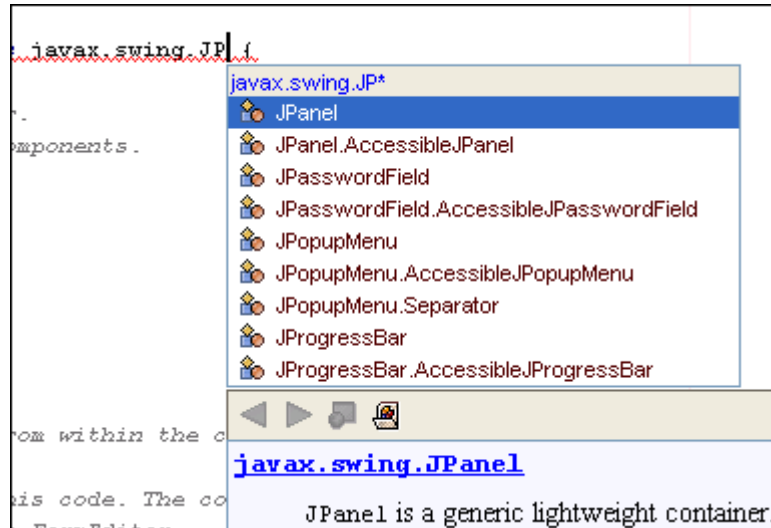 javax.swing.JP {
javax.swing.JP*
JPanel
JPanel.AccessibleJPanel
JPasswordField
JPasswordField.AccessibleJPasswordField
JPopupMenu
JPopupMenu.AccessibleJPopupMenu
JPopupMenu.Separator
JProgressBar
JProgressBar.AccessibleJProgressBar
r.
omponents.
rom within the c
his code. The co
FormEditor
javax.swing.JPanel
JPanel is a generic lightweight container